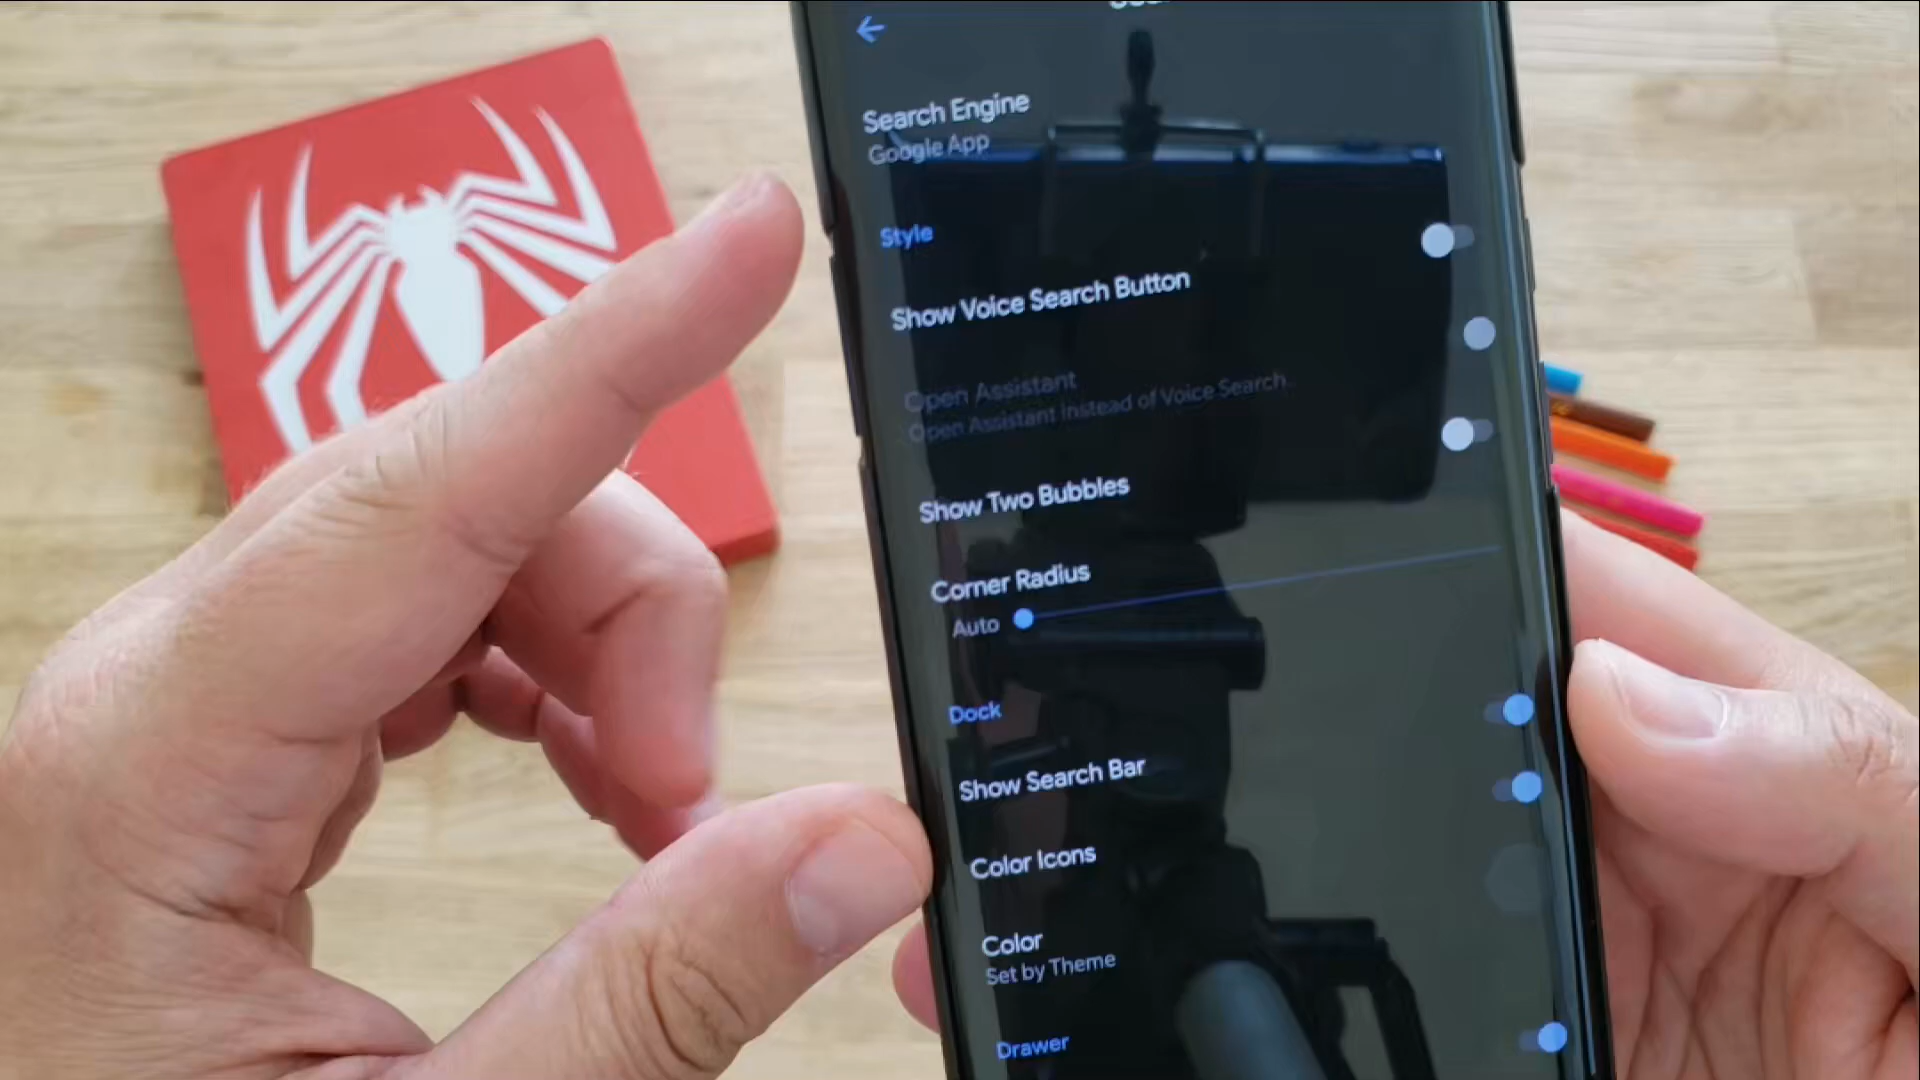 Search Engine
Google App
Style
Show Voice Search Button
Open Assistant
Open Assistant instead of Voice Search.
Show Two Bubbles
Corner Radius
Auto
Dock
Show Search Bar
Color Icons
Color
Set by Theme
Drawer